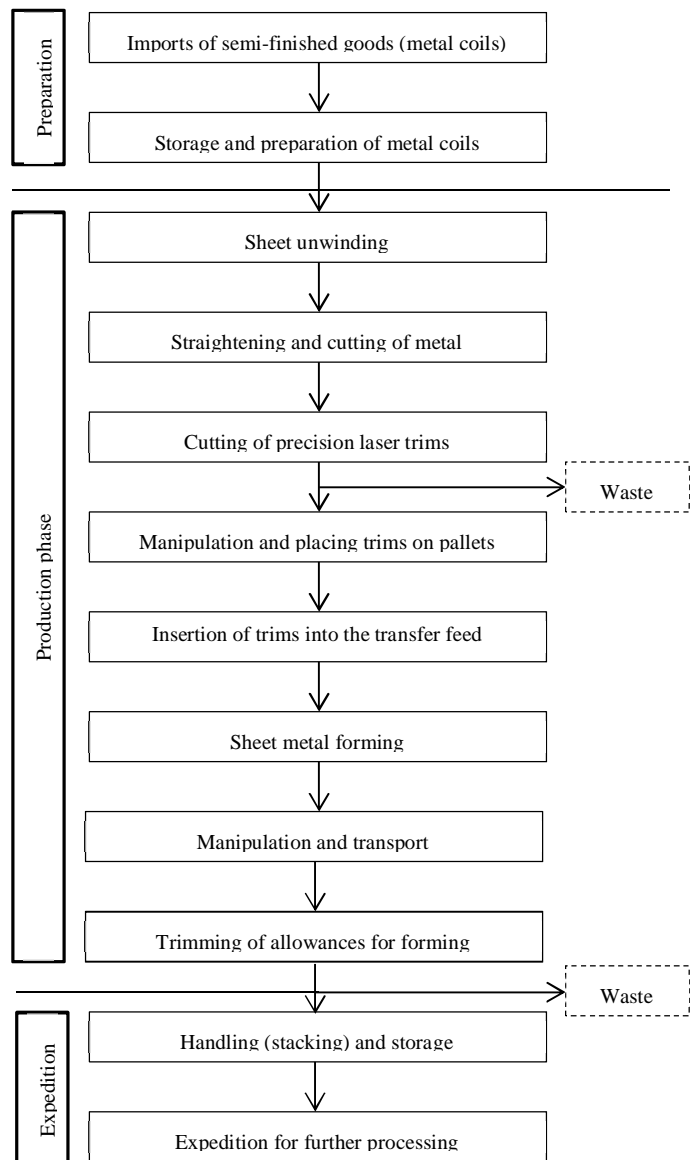 Preparation
Imports of semi-finished goods (metal coils)
Storage and preparation of metal coils
Production phase
Sheet unwinding
Straightening and cutting of metal
Cutting of precision laser trims
Waste
Manipulation and placing trims on pallets
Insertion of trims into the transfer feed
Sheet metal forming
Manipulation and transport
Trimming of allowances for forming
Waste
Expedition
Handling (stacking) and storage
Expedition for further processing